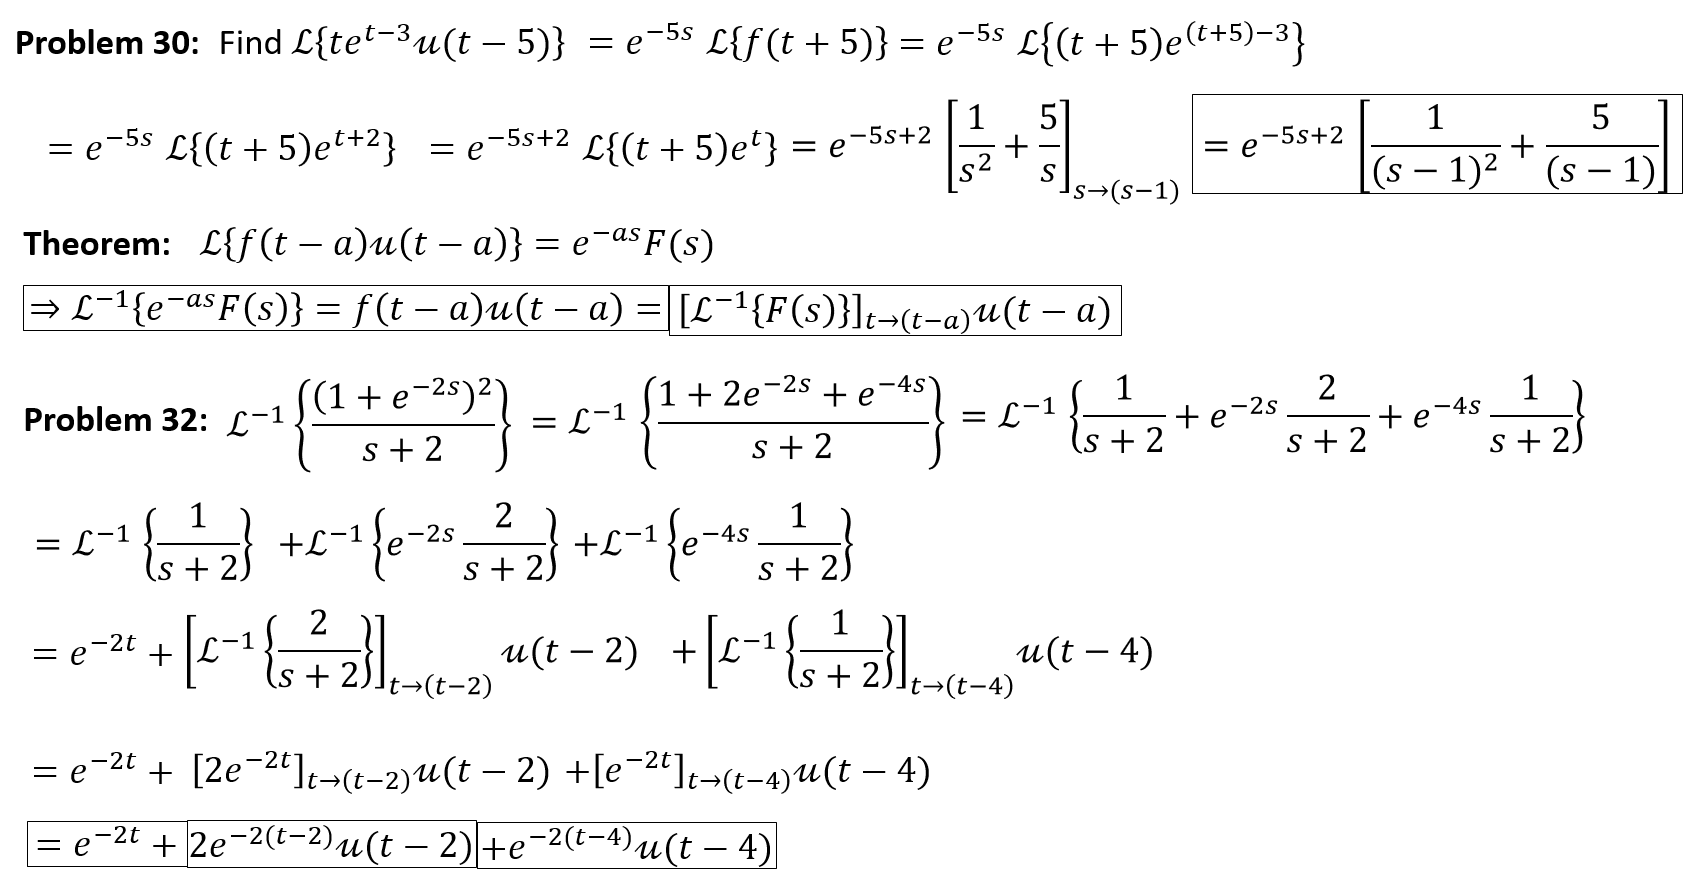 Problem 30: Find ℒ{te^{t−3}𝓊(t − 5)} = e^{−5s} ℒ{f(t + 5)} = e^{−5s} ℒ{(t + 5)e^{(t+5)−3}}
= e^{−5s} ℒ{(t + 5)e^{t+2}} = e^{−5s+2} ℒ{(t + 5)e^t} = e^{−5s+2} [1/s² + 5/s]_{s→(s−1)} = e^{−5s+2} [1/(s − 1)² + 5/(s − 1)]
Theorem: ℒ{f(t − a)𝓊(t − a)} = e^{−as}F(s)
⇒ ℒ^{−1}{e^{−as}F(s)} = f(t − a)𝓊(t − a) = [ℒ^{−1}{F(s)}]_{t→(t−a)}𝓊(t − a)
Problem 32: ℒ^{−1} {(1 + e^{−2s})²/(s + 2)} = ℒ^{−1} {(1 + 2e^{−2s} + e^{−4s})/(s + 2)} = ℒ^{−1} {1/(s + 2) + e^{−2s} 2/(s + 2) + e^{−4s} 1/(s + 2)}
= ℒ^{−1} {1/(s + 2)} +ℒ^{−1} {e^{−2s} 2/(s + 2)} +ℒ^{−1} {e^{−4s} 1/(s + 2)}
= e^{−2t} + [ℒ^{−1} {2/(s + 2)}]_{t→(t−2)} 𝓊(t − 2) + [ℒ^{−1} {1/(s + 2)}]_{t→(t−4)} 𝓊(t − 4)
= e^{−2t} + [2e^{−2t}]_{t→(t−2)}𝓊(t − 2) +[e^{−2t}]_{t→(t−4)}𝓊(t − 4)
= e^{−2t} + 2e^{−2(t−2)}𝓊(t − 2) +e^{−2(t−4)}𝓊(t − 4)